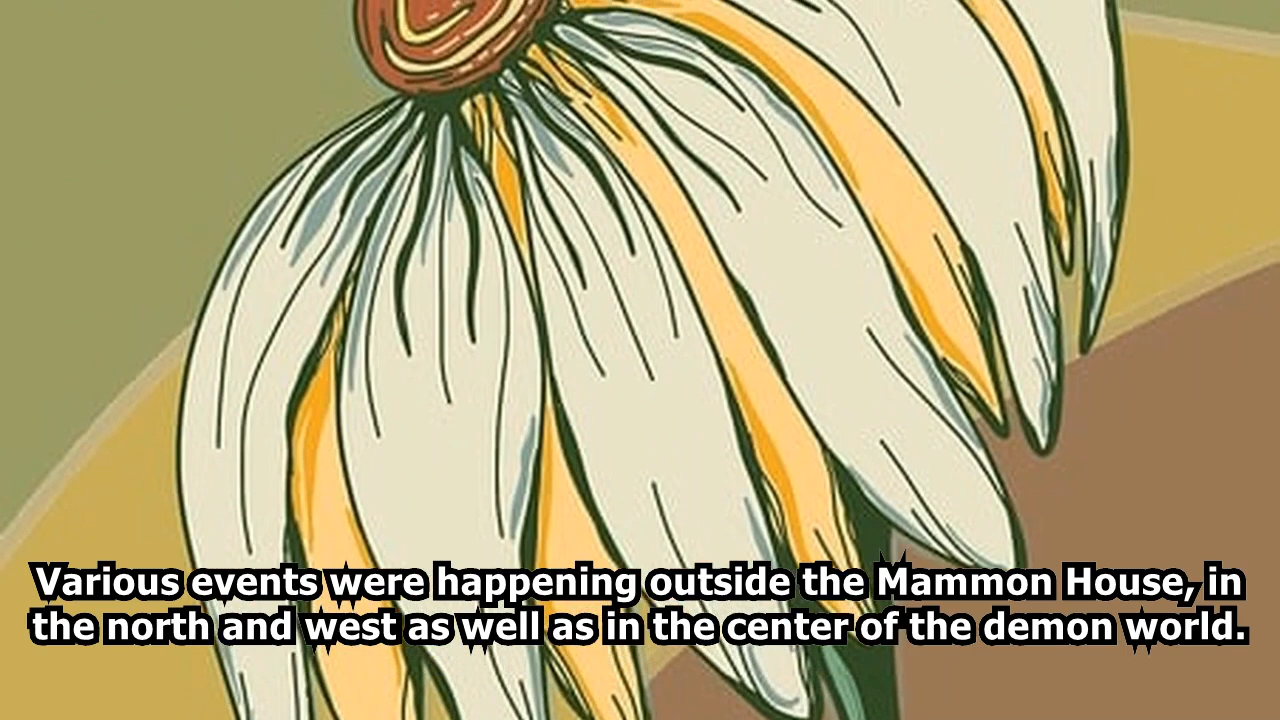 Various events were happening outside the Mammon House, in
the north and west as well as in the center of the demon world.